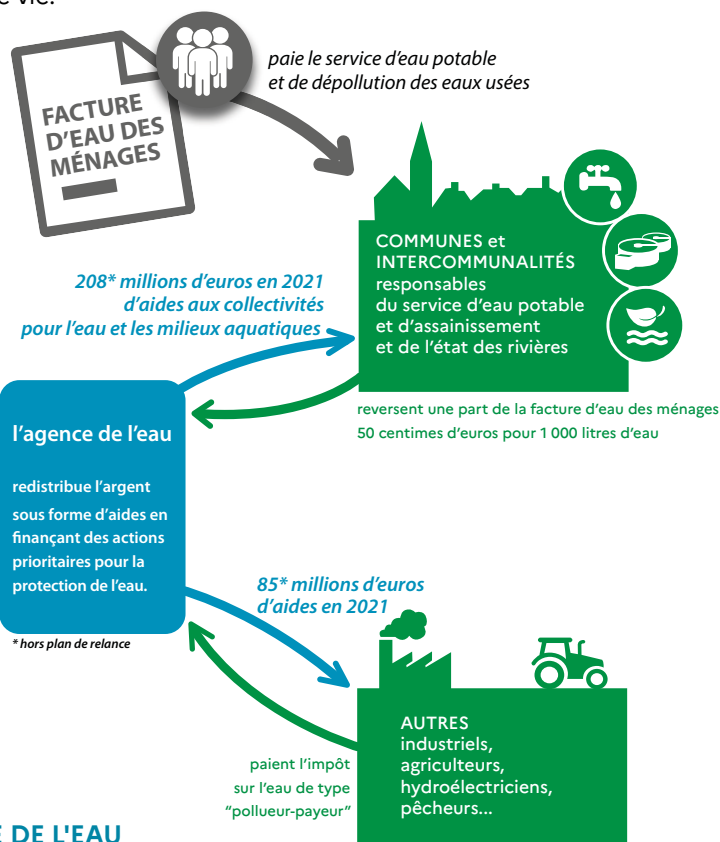 e vie.
paie le service d'eau potable
et de dépollution des eaux usées
FACTURE
D'EAU DES
MÉNAGES
COMMUNES et
INTERCOMMUNALITÉS
responsables
du service d'eau potable
et d'assainissement
et de l'état des rivières
208* millions d'euros en 2021
d'aides aux collectivités
pour l'eau et les milieux aquatiques
reversent une part de la facture d'eau des ménages
50 centimes d'euros pour 1 000 litres d'eau
l'agence de l'eau
redistribue l'argent
sous forme d'aides en
finançant des actions
prioritaires pour la
protection de l'eau.
* hors plan de relance
85* millions d'euros
d'aides en 2021
AUTRES
industriels,
agriculteurs,
hydroélectriciens,
pêcheurs...
paient l'impôt
sur l'eau de type
"pollueur-payeur"
E DE L'EAU